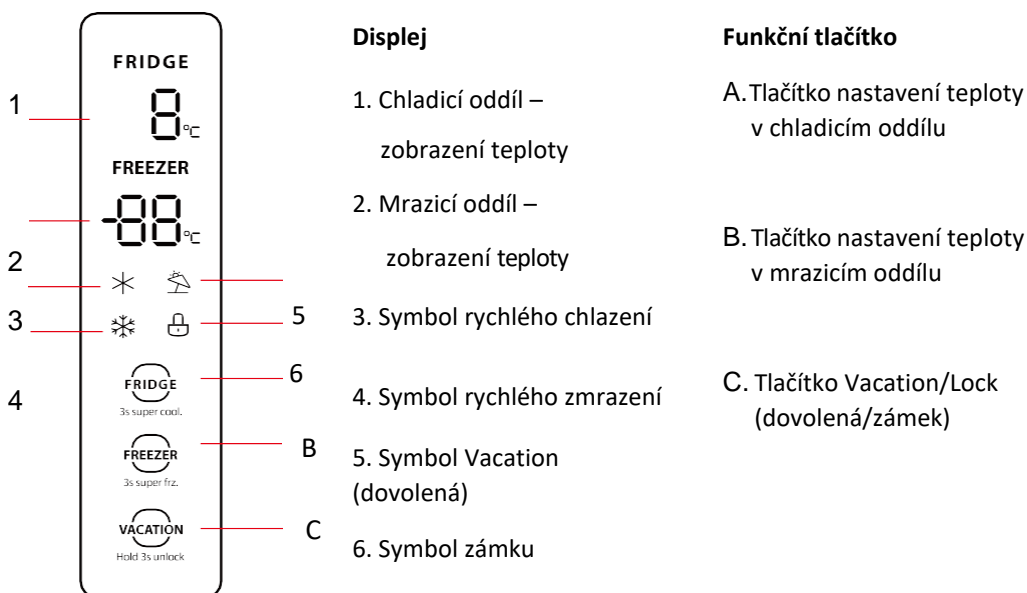 FRIDGE
8°C
FREEZER
-88°C
1
2
3
4
5
6
FRIDGE
3s super cool.
FREEZER
3s super frz.
B
VACATION
Hold 3s unlock
C
Displej
1. Chladicí oddíl –
zobrazení teploty
2. Mrazicí oddíl –
zobrazení teploty
3. Symbol rychlého chlazení
4. Symbol rychlého zmrazení
5. Symbol Vacation
(dovolená)
6. Symbol zámku
Funkční tlačítko
A.Tlačítko nastavení teploty
v chladicím oddílu
B. Tlačítko nastavení teploty
v mrazicím oddílu
C. Tlačítko Vacation/Lock
(dovolená/zámek)